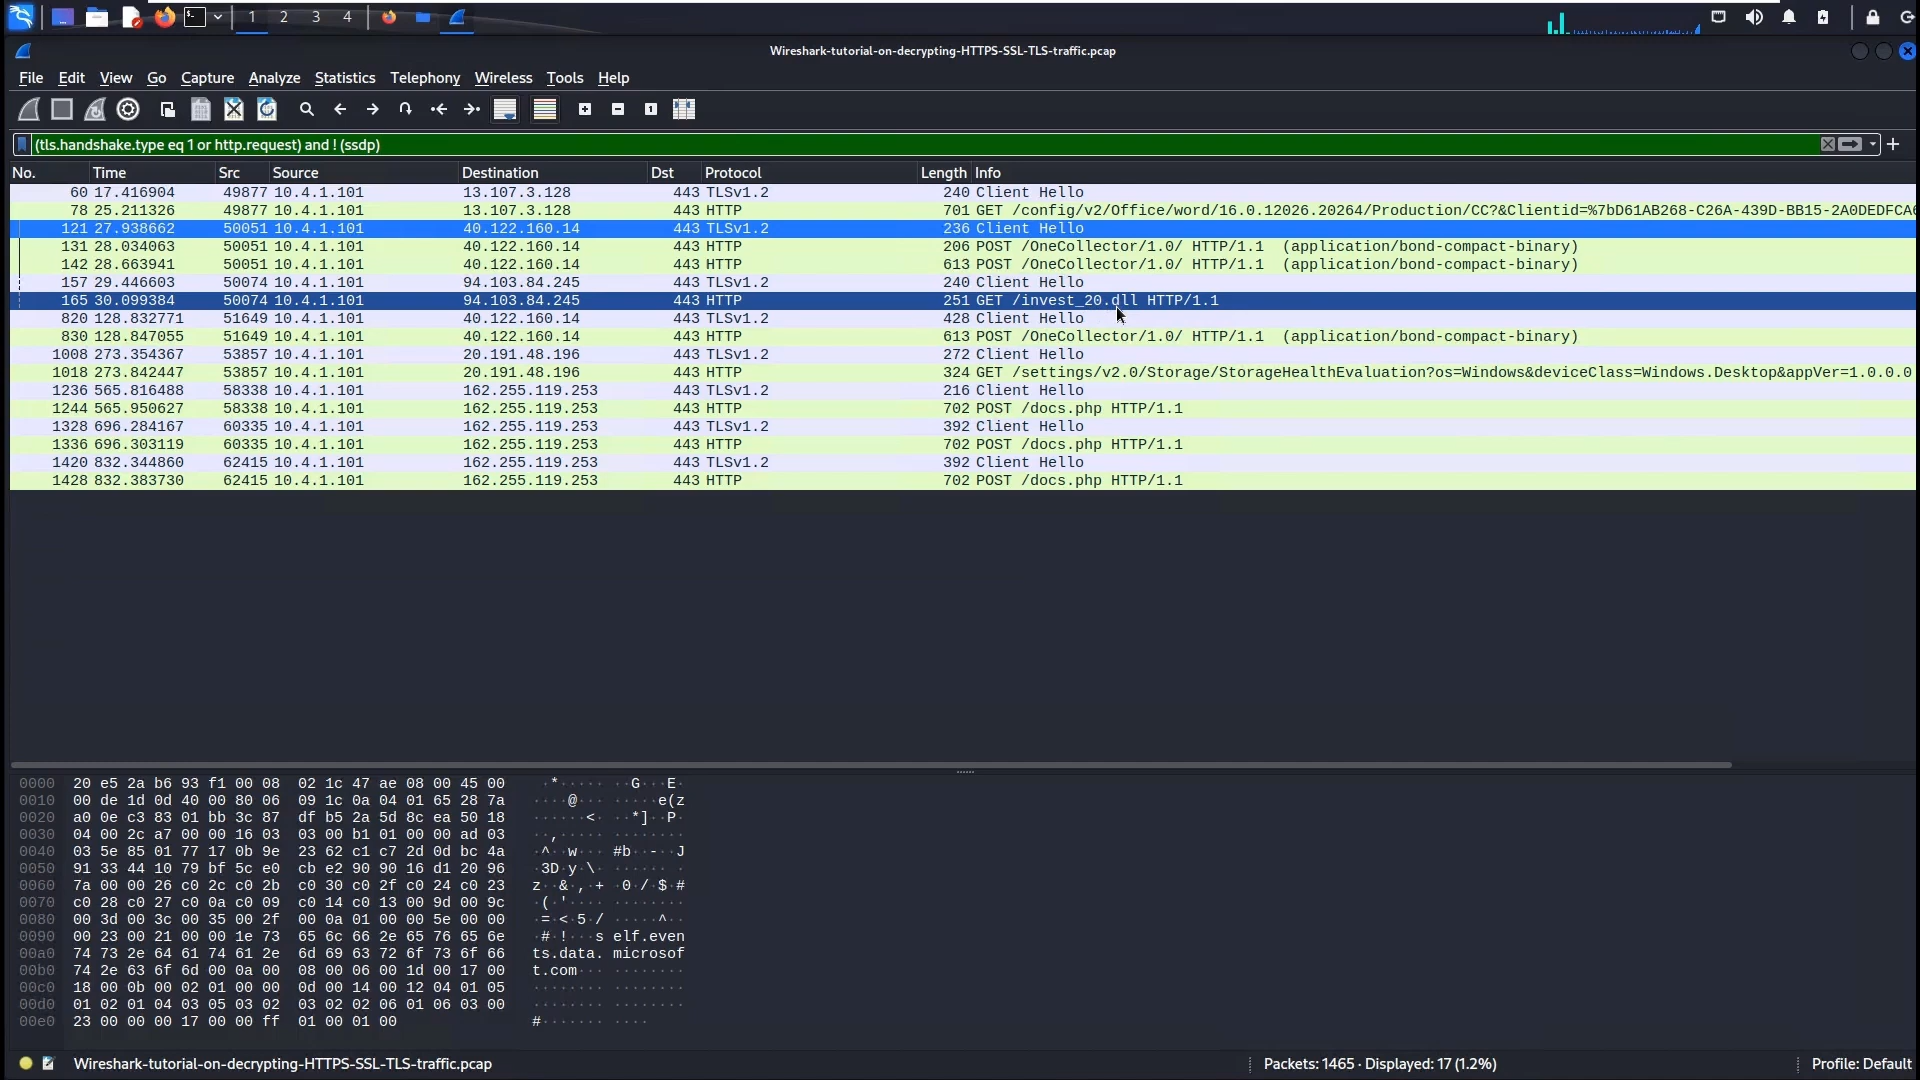 1 2 3 4
Wireshark-tutorial-on-decrypting-HTTPS-SSL-TLS-traffic.pcap
File Edit View Go Capture Analyze Statistics Telephony Wireless Tools Help
(tls.handshake.type eq 1 or http.request) and ! (ssdp)
No. Time Src Source Destination Dst Protocol Length Info
60 17.416904 49877 10.4.1.101 13.107.3.128 443 TLSv1.2 240 Client Hello
78 25.211326 49877 10.4.1.101 13.107.3.128 443 HTTP 701 GET /config/v2/Office/word/16.0.12026.20264/Production/CC?&Clientid=%7bD61AB268-C26A-439D-BB15-2A0DEDFCA6
121 27.938662 50051 10.4.1.101 40.122.160.14 443 TLSv1.2 236 Client Hello
131 28.034063 50051 10.4.1.101 40.122.160.14 443 HTTP 206 POST /OneCollector/1.0/ HTTP/1.1 (application/bond-compact-binary)
142 28.663941 50051 10.4.1.101 40.122.160.14 443 HTTP 613 POST /OneCollector/1.0/ HTTP/1.1 (application/bond-compact-binary)
157 29.446603 50074 10.4.1.101 94.103.84.245 443 TLSv1.2 240 Client Hello
165 30.099384 50074 10.4.1.101 94.103.84.245 443 HTTP 251 GET /invest_20.dll HTTP/1.1
820 128.832771 51649 10.4.1.101 40.122.160.14 443 TLSv1.2 428 Client Hello
830 128.847055 51649 10.4.1.101 40.122.160.14 443 HTTP 613 POST /OneCollector/1.0/ HTTP/1.1 (application/bond-compact-binary)
1008 273.354367 53857 10.4.1.101 20.191.48.196 443 TLSv1.2 272 Client Hello
1018 273.842447 53857 10.4.1.101 20.191.48.196 443 HTTP 324 GET /settings/v2.0/Storage/StorageHealthEvaluation?os=Windows&deviceClass=Windows.Desktop&appVer=1.0.0.0
1236 565.816488 58338 10.4.1.101 162.255.119.253 443 TLSv1.2 216 Client Hello
1244 565.950627 58338 10.4.1.101 162.255.119.253 443 HTTP 702 POST /docs.php HTTP/1.1
1328 696.284167 60335 10.4.1.101 162.255.119.253 443 TLSv1.2 392 Client Hello
1336 696.303119 60335 10.4.1.101 162.255.119.253 443 HTTP 702 POST /docs.php HTTP/1.1
1420 832.344860 62415 10.4.1.101 162.255.119.253 443 TLSv1.2 392 Client Hello
1428 832.383730 62415 10.4.1.101 162.255.119.253 443 HTTP 702 POST /docs.php HTTP/1.1
0000 20 e5 2a b6 93 f1 00 08 02 1c 47 ae 08 00 45 00 ·*····· ··G···E·
0010 00 de 1d 0d 40 00 80 06 09 1c 0a 04 01 65 28 7a ····@··· ·····e(z
0020 a0 0e c3 83 01 bb 3c 87 df b5 2a 5d 8c ea 50 18 ······<· ··*]··P·
0030 04 00 2c a7 00 00 16 03 03 00 b1 01 00 00 ad 03 ··,····· ········
0040 03 5e 85 01 77 17 0b 9e 23 62 c1 c7 2d 0d bc 4a ·^··w··· #b··-··J
0050 91 33 44 10 79 bf 5c e0 cb e2 90 90 16 d1 20 96 ·3D·y·\· ······ ·
0060 7a 00 00 26 c0 2c c0 2b c0 30 c0 2f c0 24 c0 23 z··&·,·+ ·0·/·$·#
0070 c0 28 c0 27 c0 0a c0 09 c0 14 c0 13 00 9d 00 9c ·(·'···· ········
0080 00 3d 00 3c 00 35 00 2f 00 0a 01 00 00 5e 00 00 ·=·<·5·/ ·····^··
0090 00 23 00 21 00 00 1e 73 65 6c 66 2e 65 76 65 6e ·#·!···s elf.even
00a0 74 73 2e 64 61 74 61 2e 6d 69 63 72 6f 73 6f 66 ts.data. microsof
00b0 74 2e 63 6f 6d 00 0a 00 08 00 06 00 1d 00 17 00 t.com··· ········
00c0 18 00 0b 00 02 01 00 00 0d 00 14 00 12 04 01 05 ········ ········
00d0 01 02 01 04 03 05 03 02 03 02 02 06 01 06 03 00 ········ ········
00e0 23 00 00 00 17 00 00 ff 01 00 01 00 #······· ····
Wireshark-tutorial-on-decrypting-HTTPS-SSL-TLS-traffic.pcap Packets: 1465 · Displayed: 17 (1.2%) Profile: Default